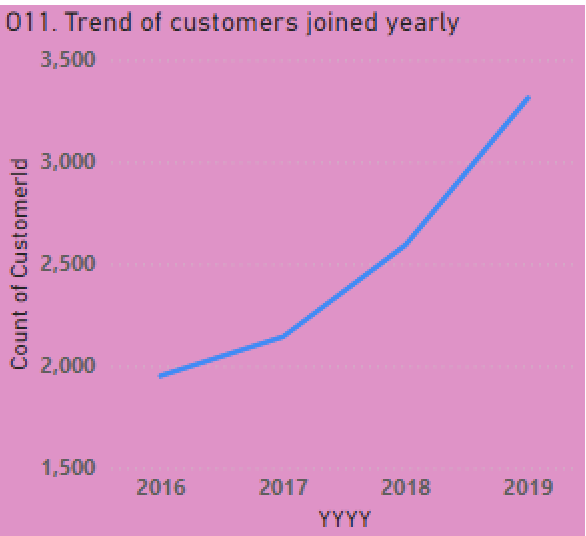 O11. Trend of customers joined yearly
3,500
3,000
2,500
2,000
1,500
Count of CustomerId
2016 2017 2018 2019
YYYY